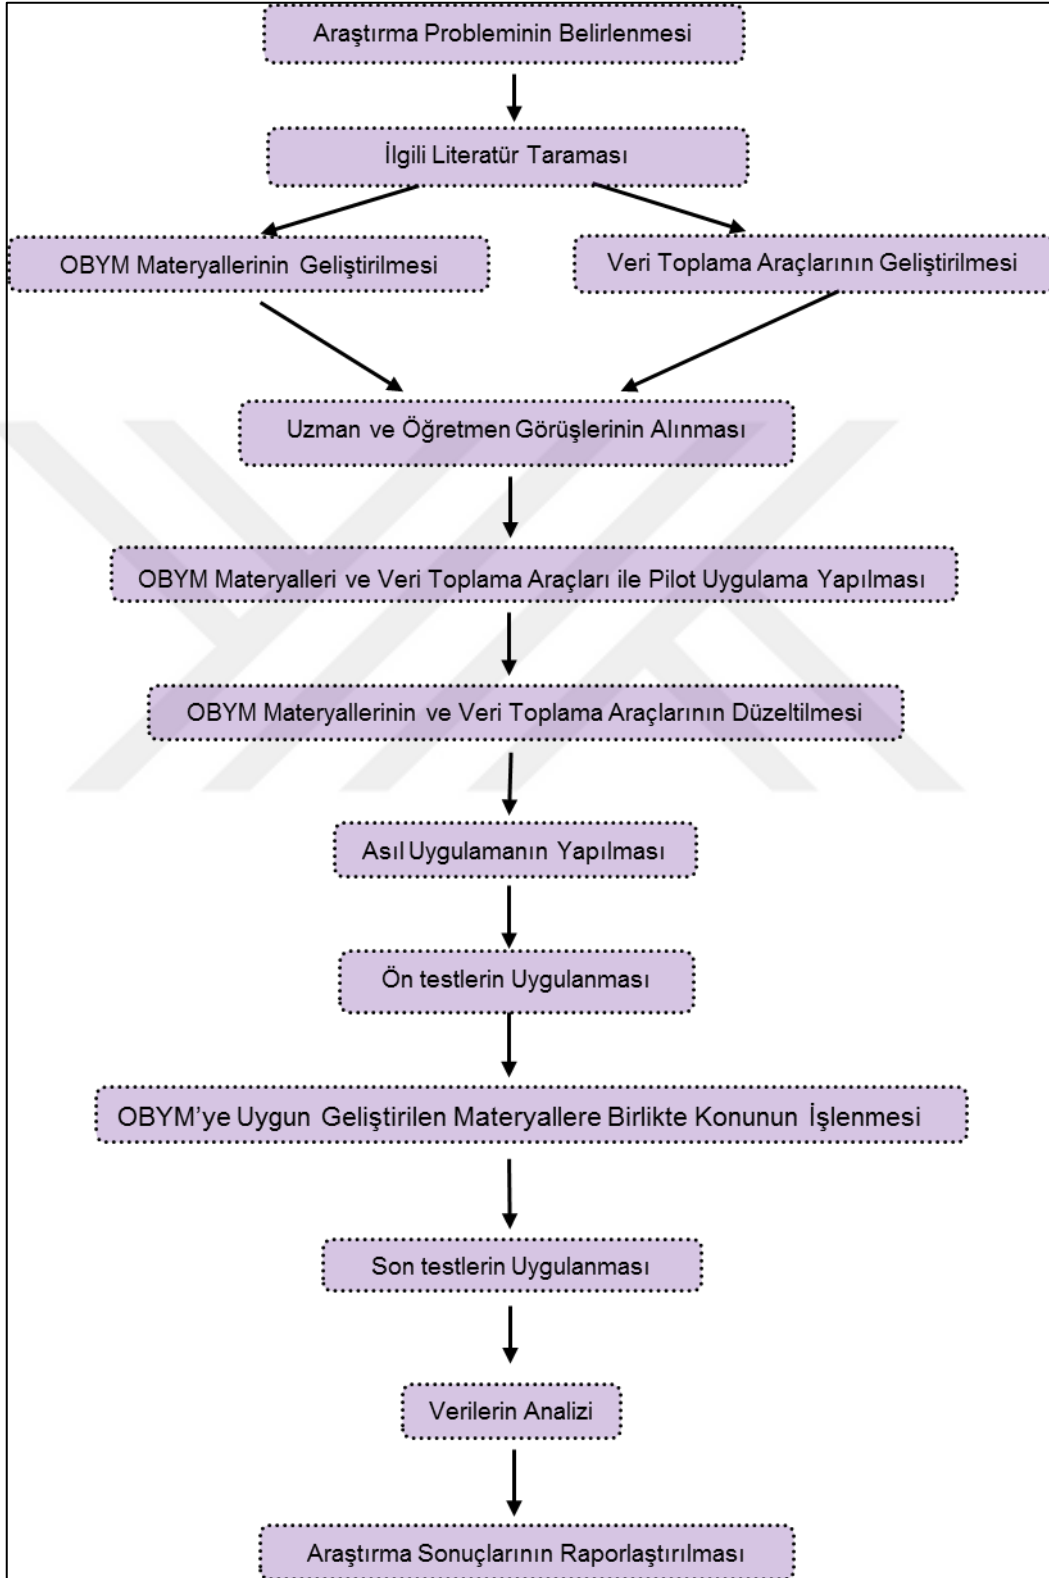 Araştırma Probleminin Belirlenmesi
İlgili Literatür Taraması
OBYM Materyallerinin Geliştirilmesi
Veri Toplama Araçlarının Geliştirilmesi
Uzman ve Öğretmen Görüşlerinin Alınması
OBYM Materyalleri ve Veri Toplama Araçları ile Pilot Uygulama Yapılması
OBYM Materyallerinin ve Veri Toplama Araçlarının Düzeltilmesi
Asıl Uygulamanın Yapılması
Ön testlerin Uygulanması
OBYM’ye Uygun Geliştirilen Materyallere Birlikte Konunun İşlenmesi
Son testlerin Uygulanması
Verilerin Analizi
Araştırma Sonuçlarının Raporlaştırılması